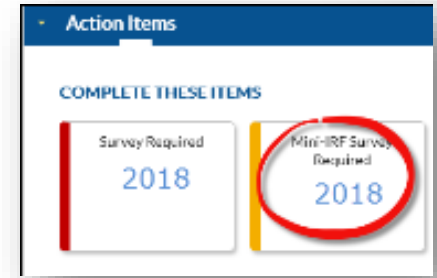 Action Items
COMPLETE THESE ITEMS
Survey Required
2018
Mini-IRF Survey
Required
2018